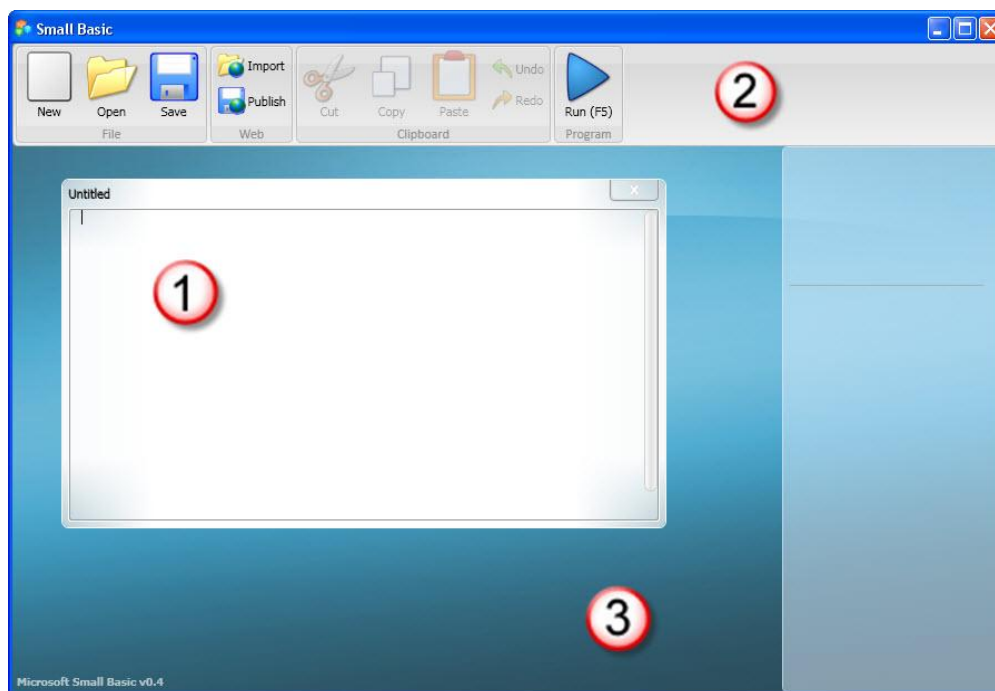 Small Basic
New Open Save Import Publish Cut Copy Paste Undo Redo Run (F5)
File Web Clipboard Program
2
Untitled
X
1
3
Microsoft Small Basic v0.4